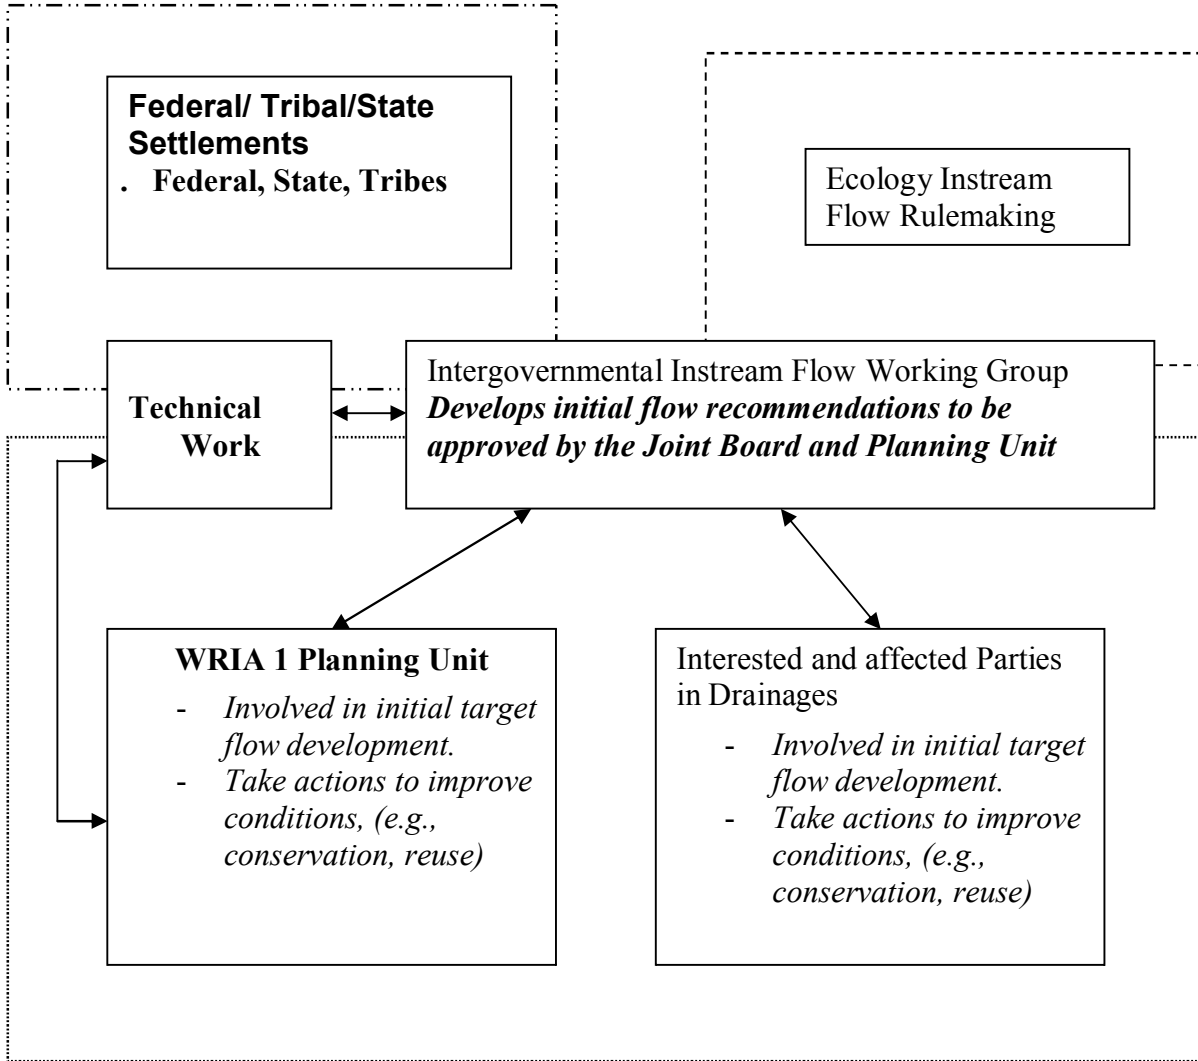 Federal/ Tribal/State
Settlements
. Federal, State, Tribes
Ecology Instream
Flow Rulemaking
Technical
Work
Intergovernmental Instream Flow Working Group
Develops initial flow recommendations to be
approved by the Joint Board and Planning Unit
WRIA 1 Planning Unit
- Involved in initial target
flow development.
- Take actions to improve
conditions, (e.g.,
conservation, reuse)
Interested and affected Parties
in Drainages
- Involved in initial target
flow development.
- Take actions to improve
conditions, (e.g.,
conservation, reuse)